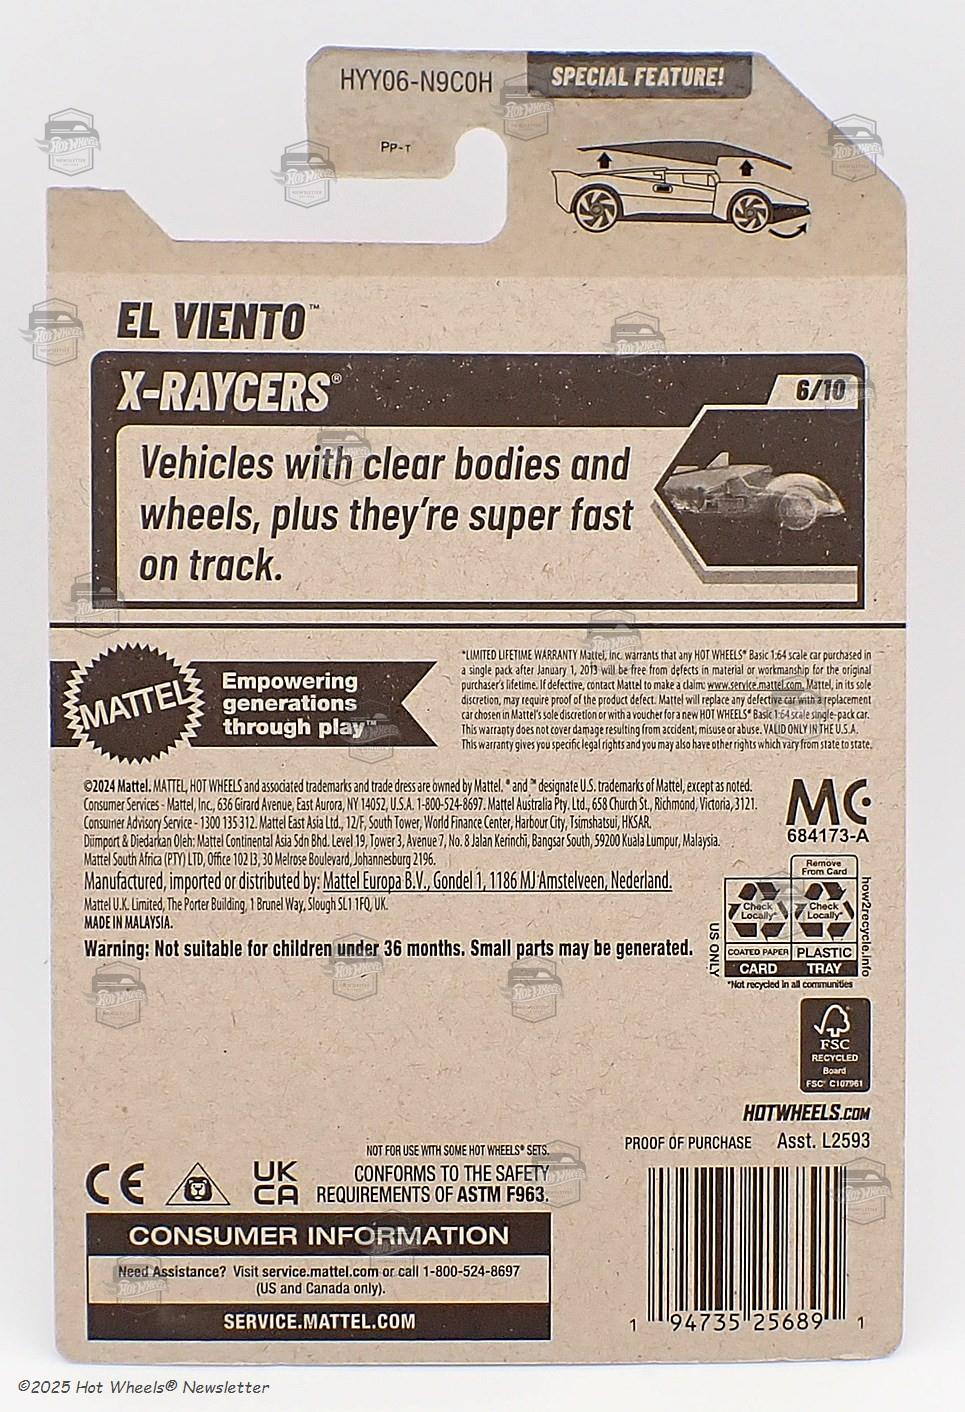 HYY06-N9C0H
SPECIAL FEATURE!
PP-T
EL VIENTO™
X-RAYCERS®
6/10
Vehicles with clear bodies and
wheels, plus they're super fast
on track.
MATTEL
Empowering
generations
through play™
*LIMITED LIFETIME WARRANTY Mattel, Inc. warrants that any HOT WHEELS® Basic 1:64 scale car purchased in
a single pack after January 1, 2013 will be free from defects in material or workmanship for the original
purchaser's lifetime. If defective, contact Mattel to make a claim: www.service.mattel.com. Mattel, in its sole
discretion, may require proof of the product defect. Mattel will replace any defective car with a replacement
car chosen in Mattel's sole discretion or with a voucher for a new HOT WHEELS® Basic 1:64 scale single-pack car.
This warranty does not cover damage resulting from accident, misuse or abuse. VALID ONLY IN THE U.S.A.
This warranty gives you specific legal rights and you may also have other rights which vary from state to state.
©2024 Mattel. MATTEL, HOT WHEELS and associated trademarks and trade dress are owned by Mattel. ® and ™ designate U.S. trademarks of Mattel, except as noted.
Consumer Services - Mattel, Inc., 636 Girard Avenue, East Aurora, NY 14052, U.S.A. 1-800-524-8697. Mattel Australia Pty. Ltd., 658 Church St., Richmond, Victoria, 3121.
Consumer Advisory Service - 1300 135 312. Mattel East Asia Ltd., 12/F, South Tower, World Finance Center, Harbour City, Tsimshatsui, HKSAR.
Diimport & Diedarkan Oleh: Mattel Continental Asia Sdn Bhd. Level 19, Tower 3, Avenue 7, No. 8 Jalan Kerinchi, Bangsar South, 59200 Kuala Lumpur, Malaysia.
Mattel South Africa (PTY) LTD, Office 102 I3, 30 Melrose Boulevard, Johannesburg 2196.
Manufactured, imported or distributed by: Mattel Europa B.V., Gondel 1, 1186 MJ Amstelveen, Nederland.
Mattel U.K. Limited, The Porter Building, 1 Brunel Way, Slough SL1 1FQ, UK.
MADE IN MALAYSIA.
Warning: Not suitable for children under 36 months. Small parts may be generated.
MC
684173-A
Remove
From Card
Check Locally*
Check Locally*
COATED PAPER
PLASTIC
CARD
TRAY
US ONLY
how2recycle.info
*Not recycled in all communities
FSC
RECYCLED
Board
FSC® C107961
HOTWHEELS.COM
PROOF OF PURCHASE Asst. L2593
NOT FOR USE WITH SOME HOT WHEELS® SETS.
CE
UK
CA
CONFORMS TO THE SAFETY
REQUIREMENTS OF ASTM F963.
CONSUMER INFORMATION
Need Assistance? Visit service.mattel.com or call 1-800-524-8697
(US and Canada only).
SERVICE.MATTEL.COM
1 94735 25689 1
©2025 Hot Wheels® Newsletter